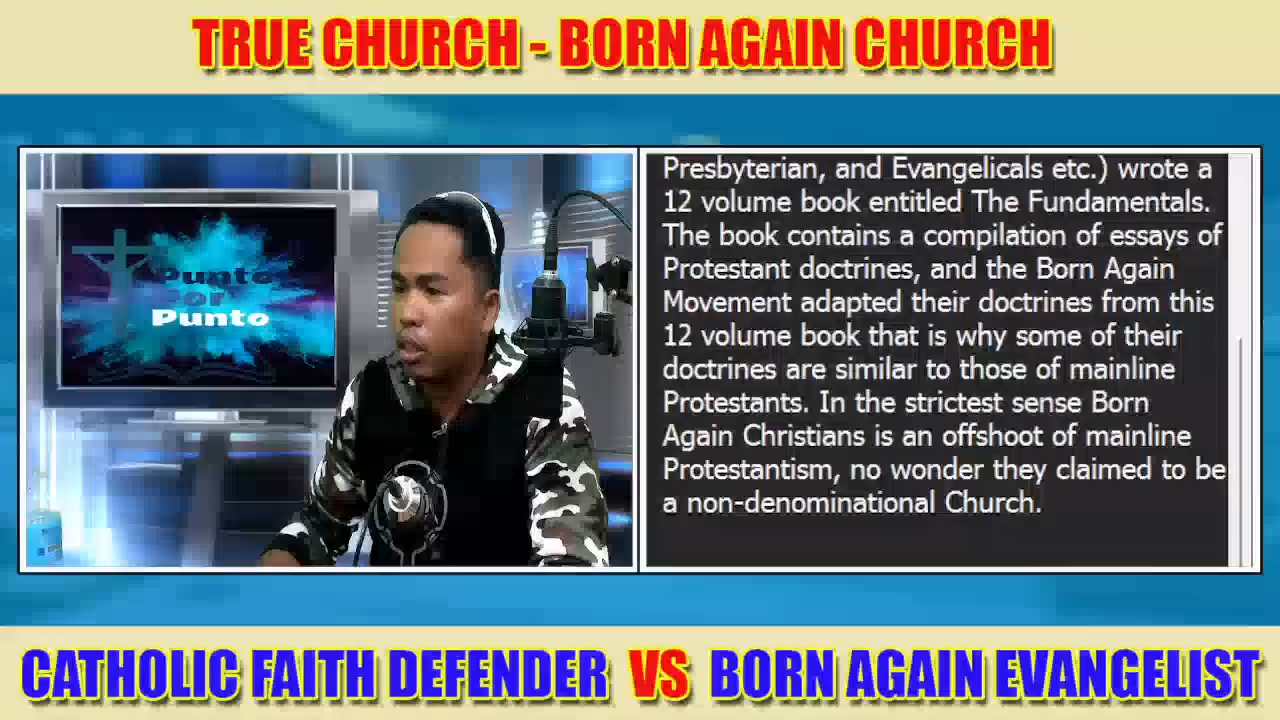 TRUE CHURCH - BORN AGAIN CHURCH
Punto
Por
Punto
Presbyterian, and Evangelicals etc.) wrote a
12 volume book entitled The Fundamentals.
The book contains a compilation of essays of
Protestant doctrines, and the Born Again
Movement adapted their doctrines from this
12 volume book that is why some of their
doctrines are similar to those of mainline
Protestants. In the strictest sense Born
Again Christians is an offshoot of mainline
Protestantism, no wonder they claimed to be
a non-denominational Church.
CATHOLIC FAITH DEFENDER VS BORN AGAIN EVANGELIST